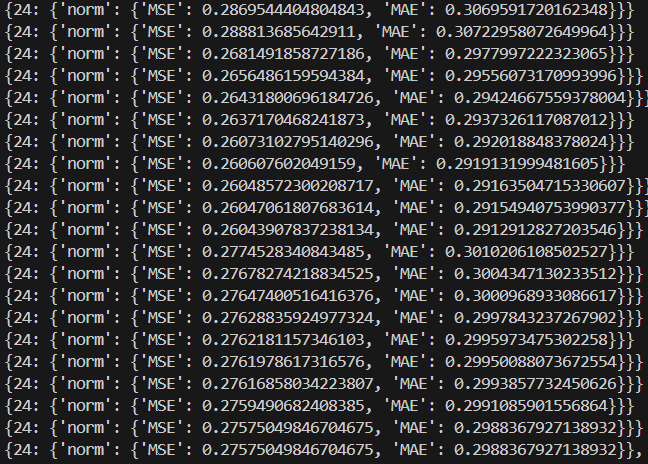 {24: {'norm': {'MSE': 0.2869544404804843, 'MAE': 0.3069591720162348}}}
{24: {'norm': {'MSE': 0.288813685642911, 'MAE': 0.30722958072649964}}}
{24: {'norm': {'MSE': 0.2681491858727186, 'MAE': 0.2977997222323065}}}
{24: {'norm': {'MSE': 0.2656486159594384, 'MAE': 0.29556073170993996}}}
{24: {'norm': {'MSE': 0.26431800696184726, 'MAE': 0.29424667559378004}}}
{24: {'norm': {'MSE': 0.2637170468241873, 'MAE': 0.2937326117087012}}}
{24: {'norm': {'MSE': 0.26073102795140296, 'MAE': 0.292018848378024}}}
{24: {'norm': {'MSE': 0.260607602049159, 'MAE': 0.2919131999481605}}}
{24: {'norm': {'MSE': 0.26048572300208717, 'MAE': 0.29163504715330607}}}
{24: {'norm': {'MSE': 0.26047061807683614, 'MAE': 0.29154940753990377}}}
{24: {'norm': {'MSE': 0.26043907837238134, 'MAE': 0.2912912827203546}}}
{24: {'norm': {'MSE': 0.2774528340843485, 'MAE': 0.3010206108502527}}}
{24: {'norm': {'MSE': 0.27678274218834525, 'MAE': 0.3004347130233512}}}
{24: {'norm': {'MSE': 0.27647400516416376, 'MAE': 0.3000968933086617}}}
{24: {'norm': {'MSE': 0.27628835924977324, 'MAE': 0.2997843237267902}}}
{24: {'norm': {'MSE': 0.2762181157346103, 'MAE': 0.2995973475302258}}}
{24: {'norm': {'MSE': 0.2761978617316576, 'MAE': 0.29950088073672554}}}
{24: {'norm': {'MSE': 0.27616858034223807, 'MAE': 0.2993857732450626}}}
{24: {'norm': {'MSE': 0.2759490682408385, 'MAE': 0.2991085901556864}}}
{24: {'norm': {'MSE': 0.27575049846704675, 'MAE': 0.2988367927138932}}}
{24: {'norm': {'MSE': 0.27575049846704675, 'MAE': 0.2988367927138932}},